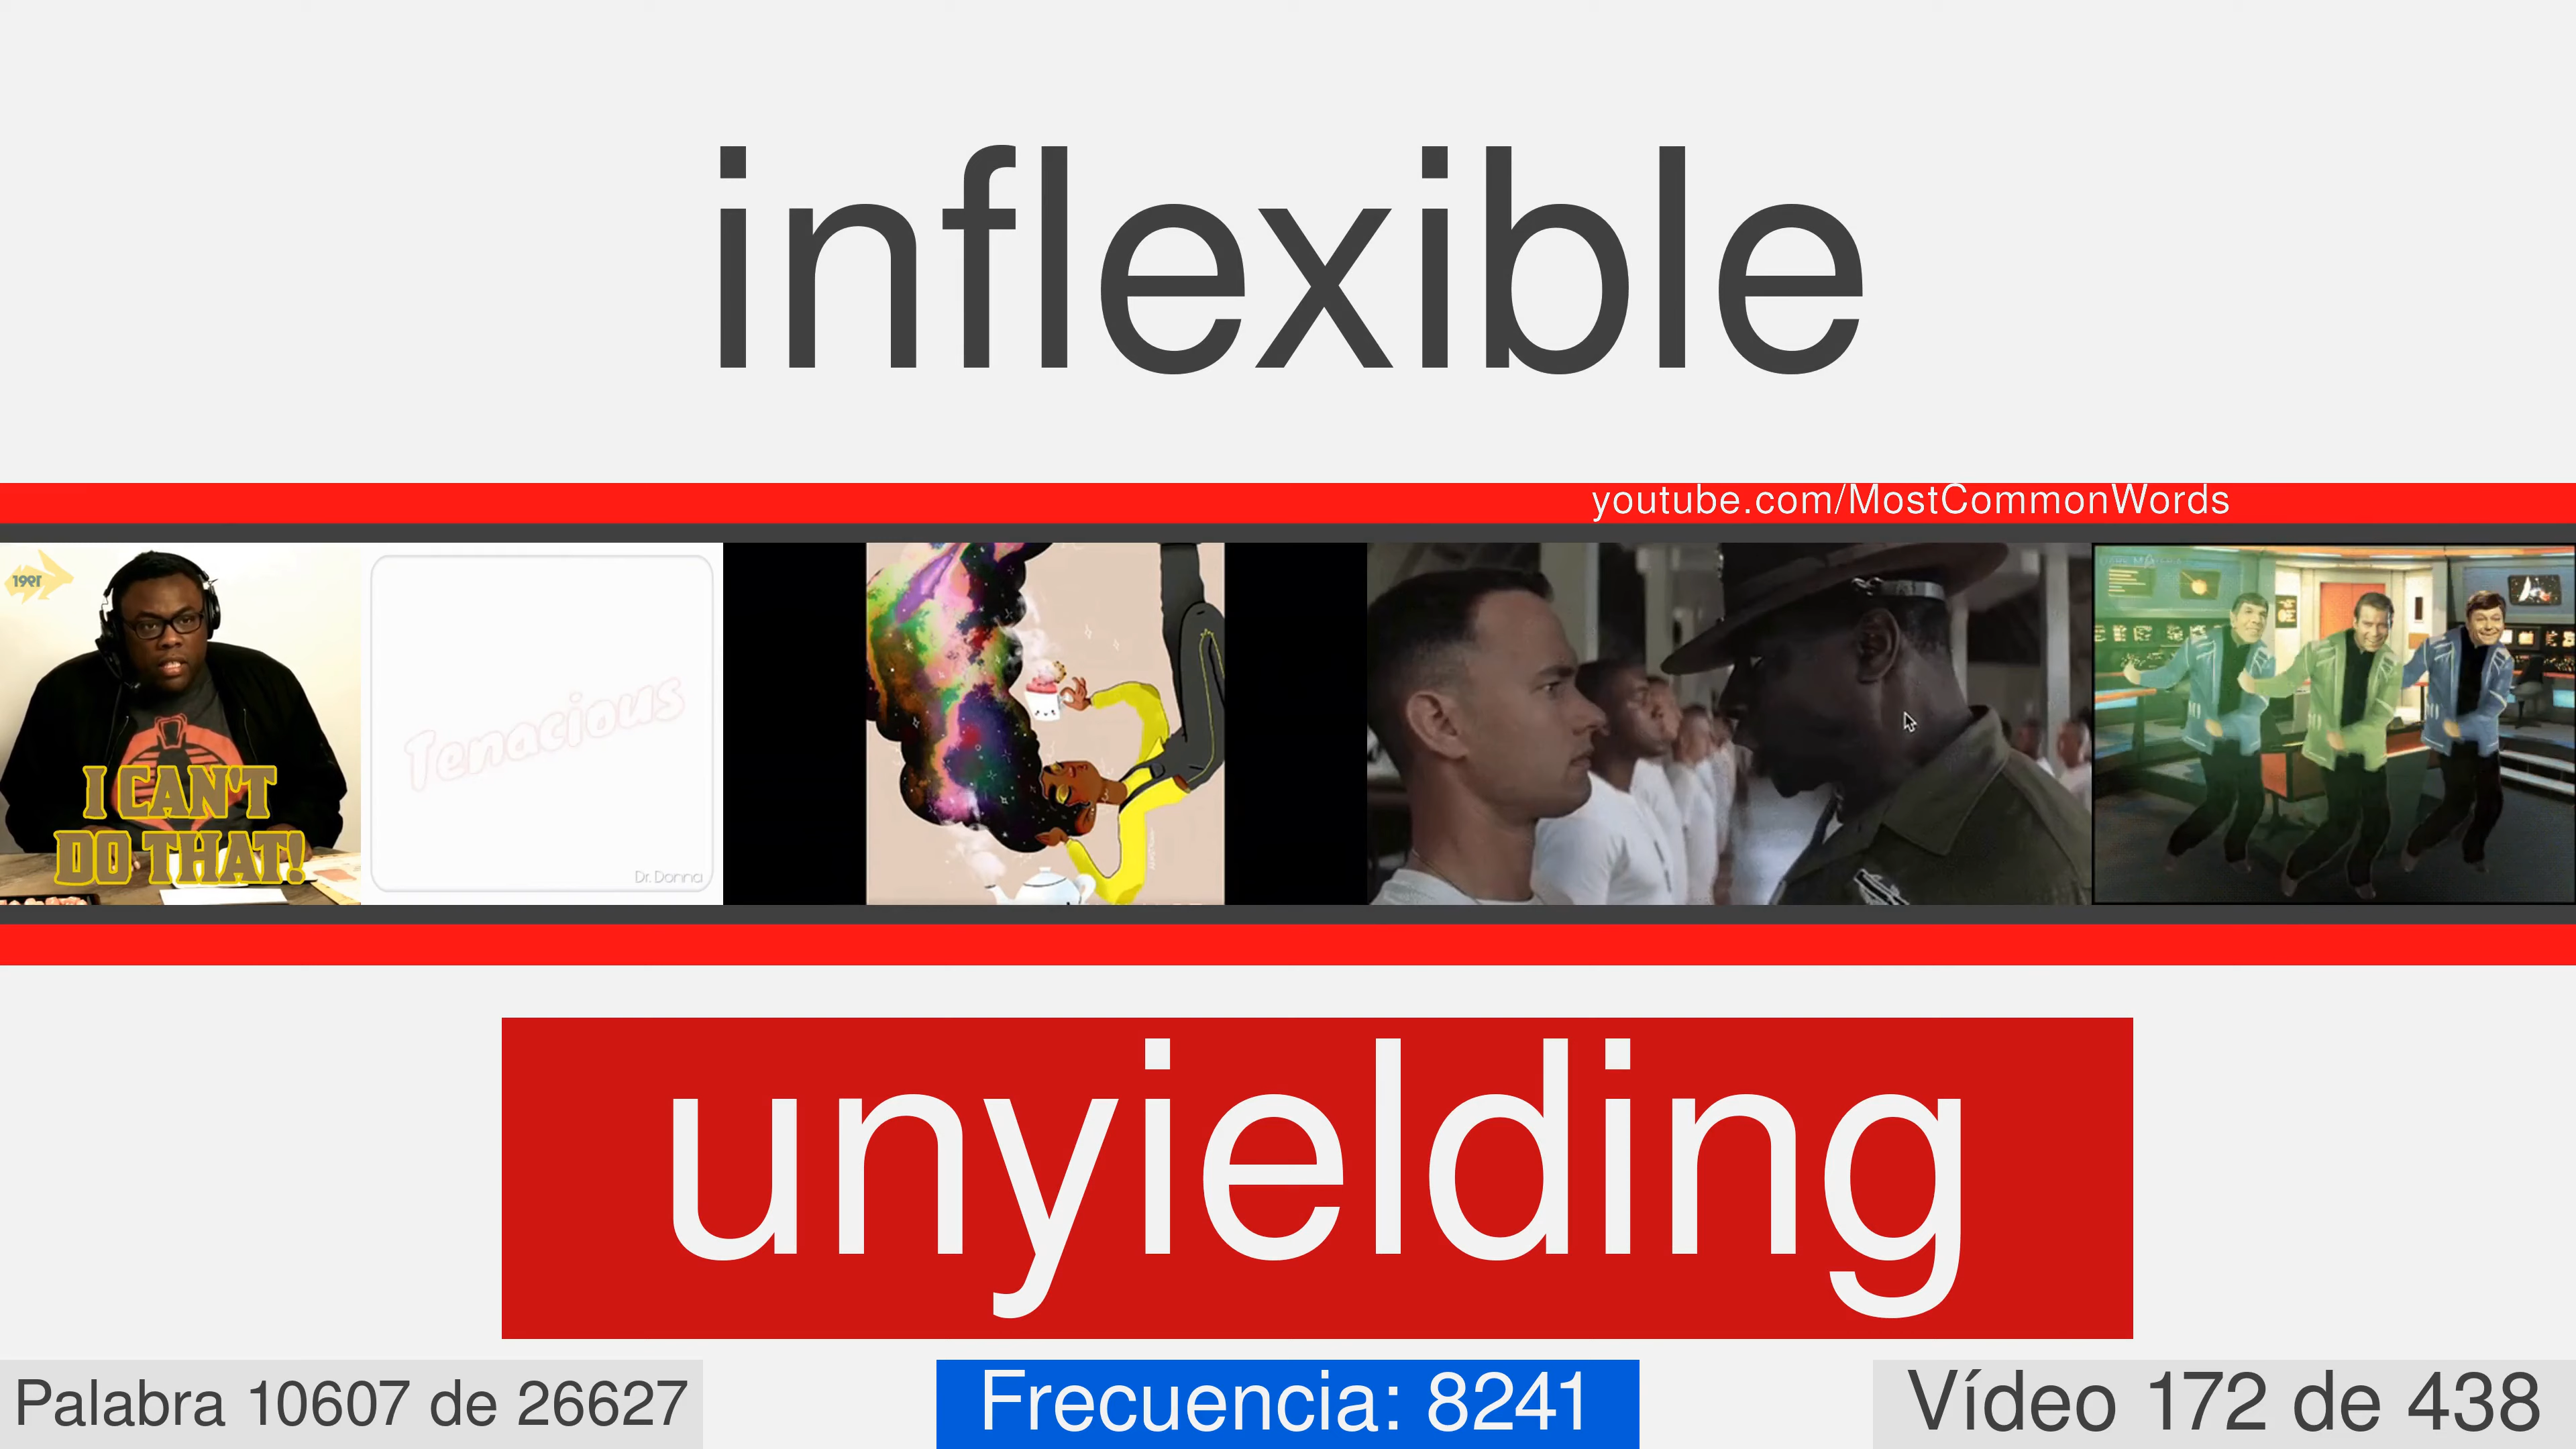 inflexible
youtube.com/MostCommonWords
1991
I CAN'T
DO THAT!
Tenacious
Dr. Donna
unyielding
Palabra 10607 de 26627
Frecuencia: 8241
Vídeo 172 de 438